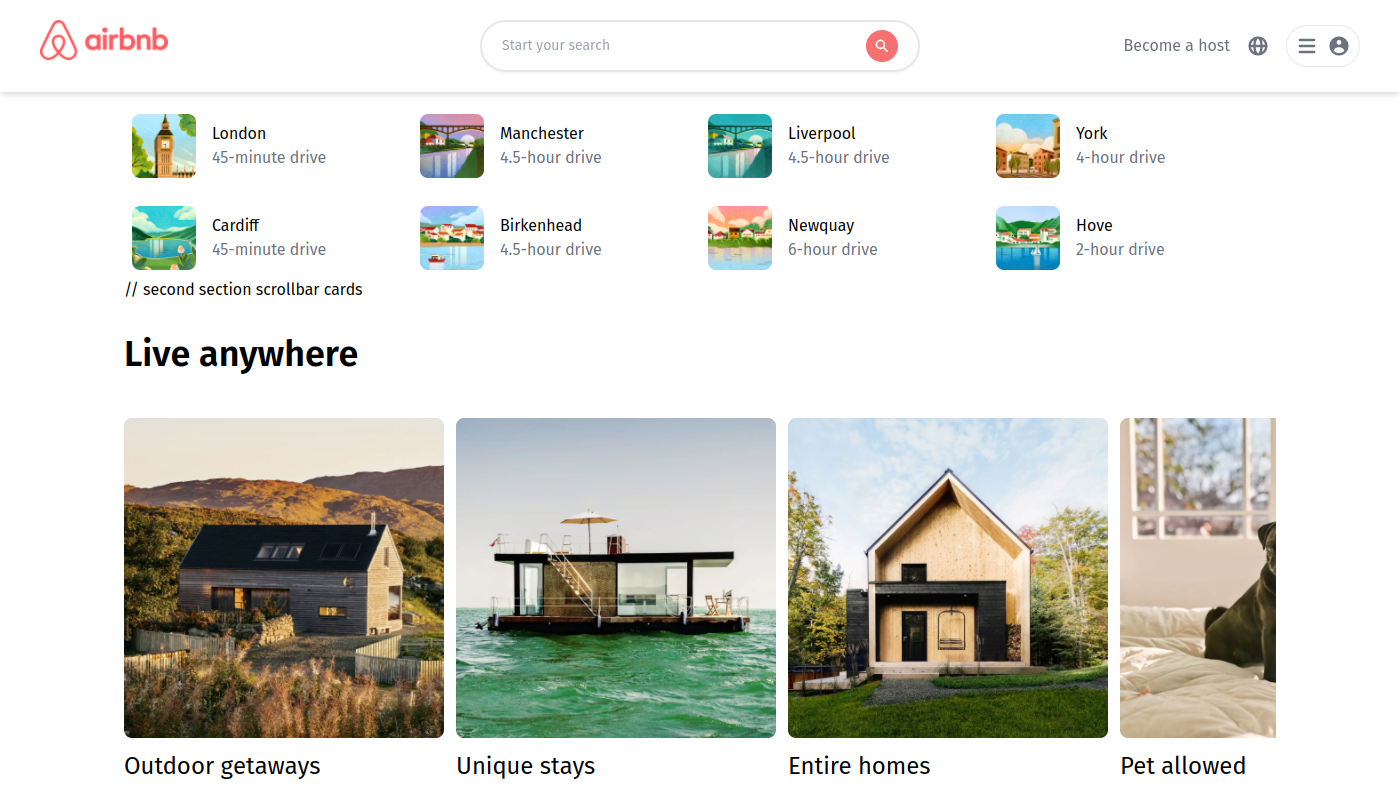 airbnb
Start your search
Become a host
London
45-minute drive
Manchester
4.5-hour drive
Liverpool
4.5-hour drive
York
4-hour drive
Cardiff
45-minute drive
Birkenhead
4.5-hour drive
Newquay
6-hour drive
Hove
2-hour drive
// second section scrollbar cards
Live anywhere
Outdoor getaways
Unique stays
Entire homes
Pet allowed